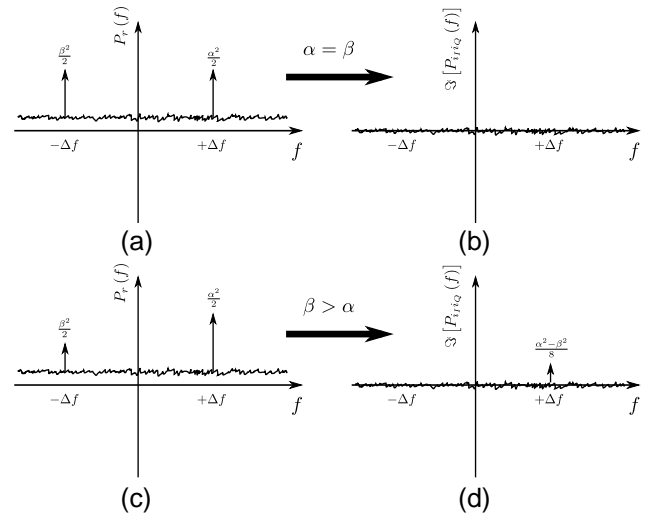 P_r(f)
β²/2
α²/2
−Δf
+Δf
f
(a)
α = β
ℑ[P_{i_I i_Q}(f)]
−Δf
+Δf
f
(b)
P_r(f)
β²/2
α²/2
−Δf
+Δf
f
(c)
β > α
ℑ[P_{i_I i_Q}(f)]
α²−β²/8
−Δf
+Δf
f
(d)